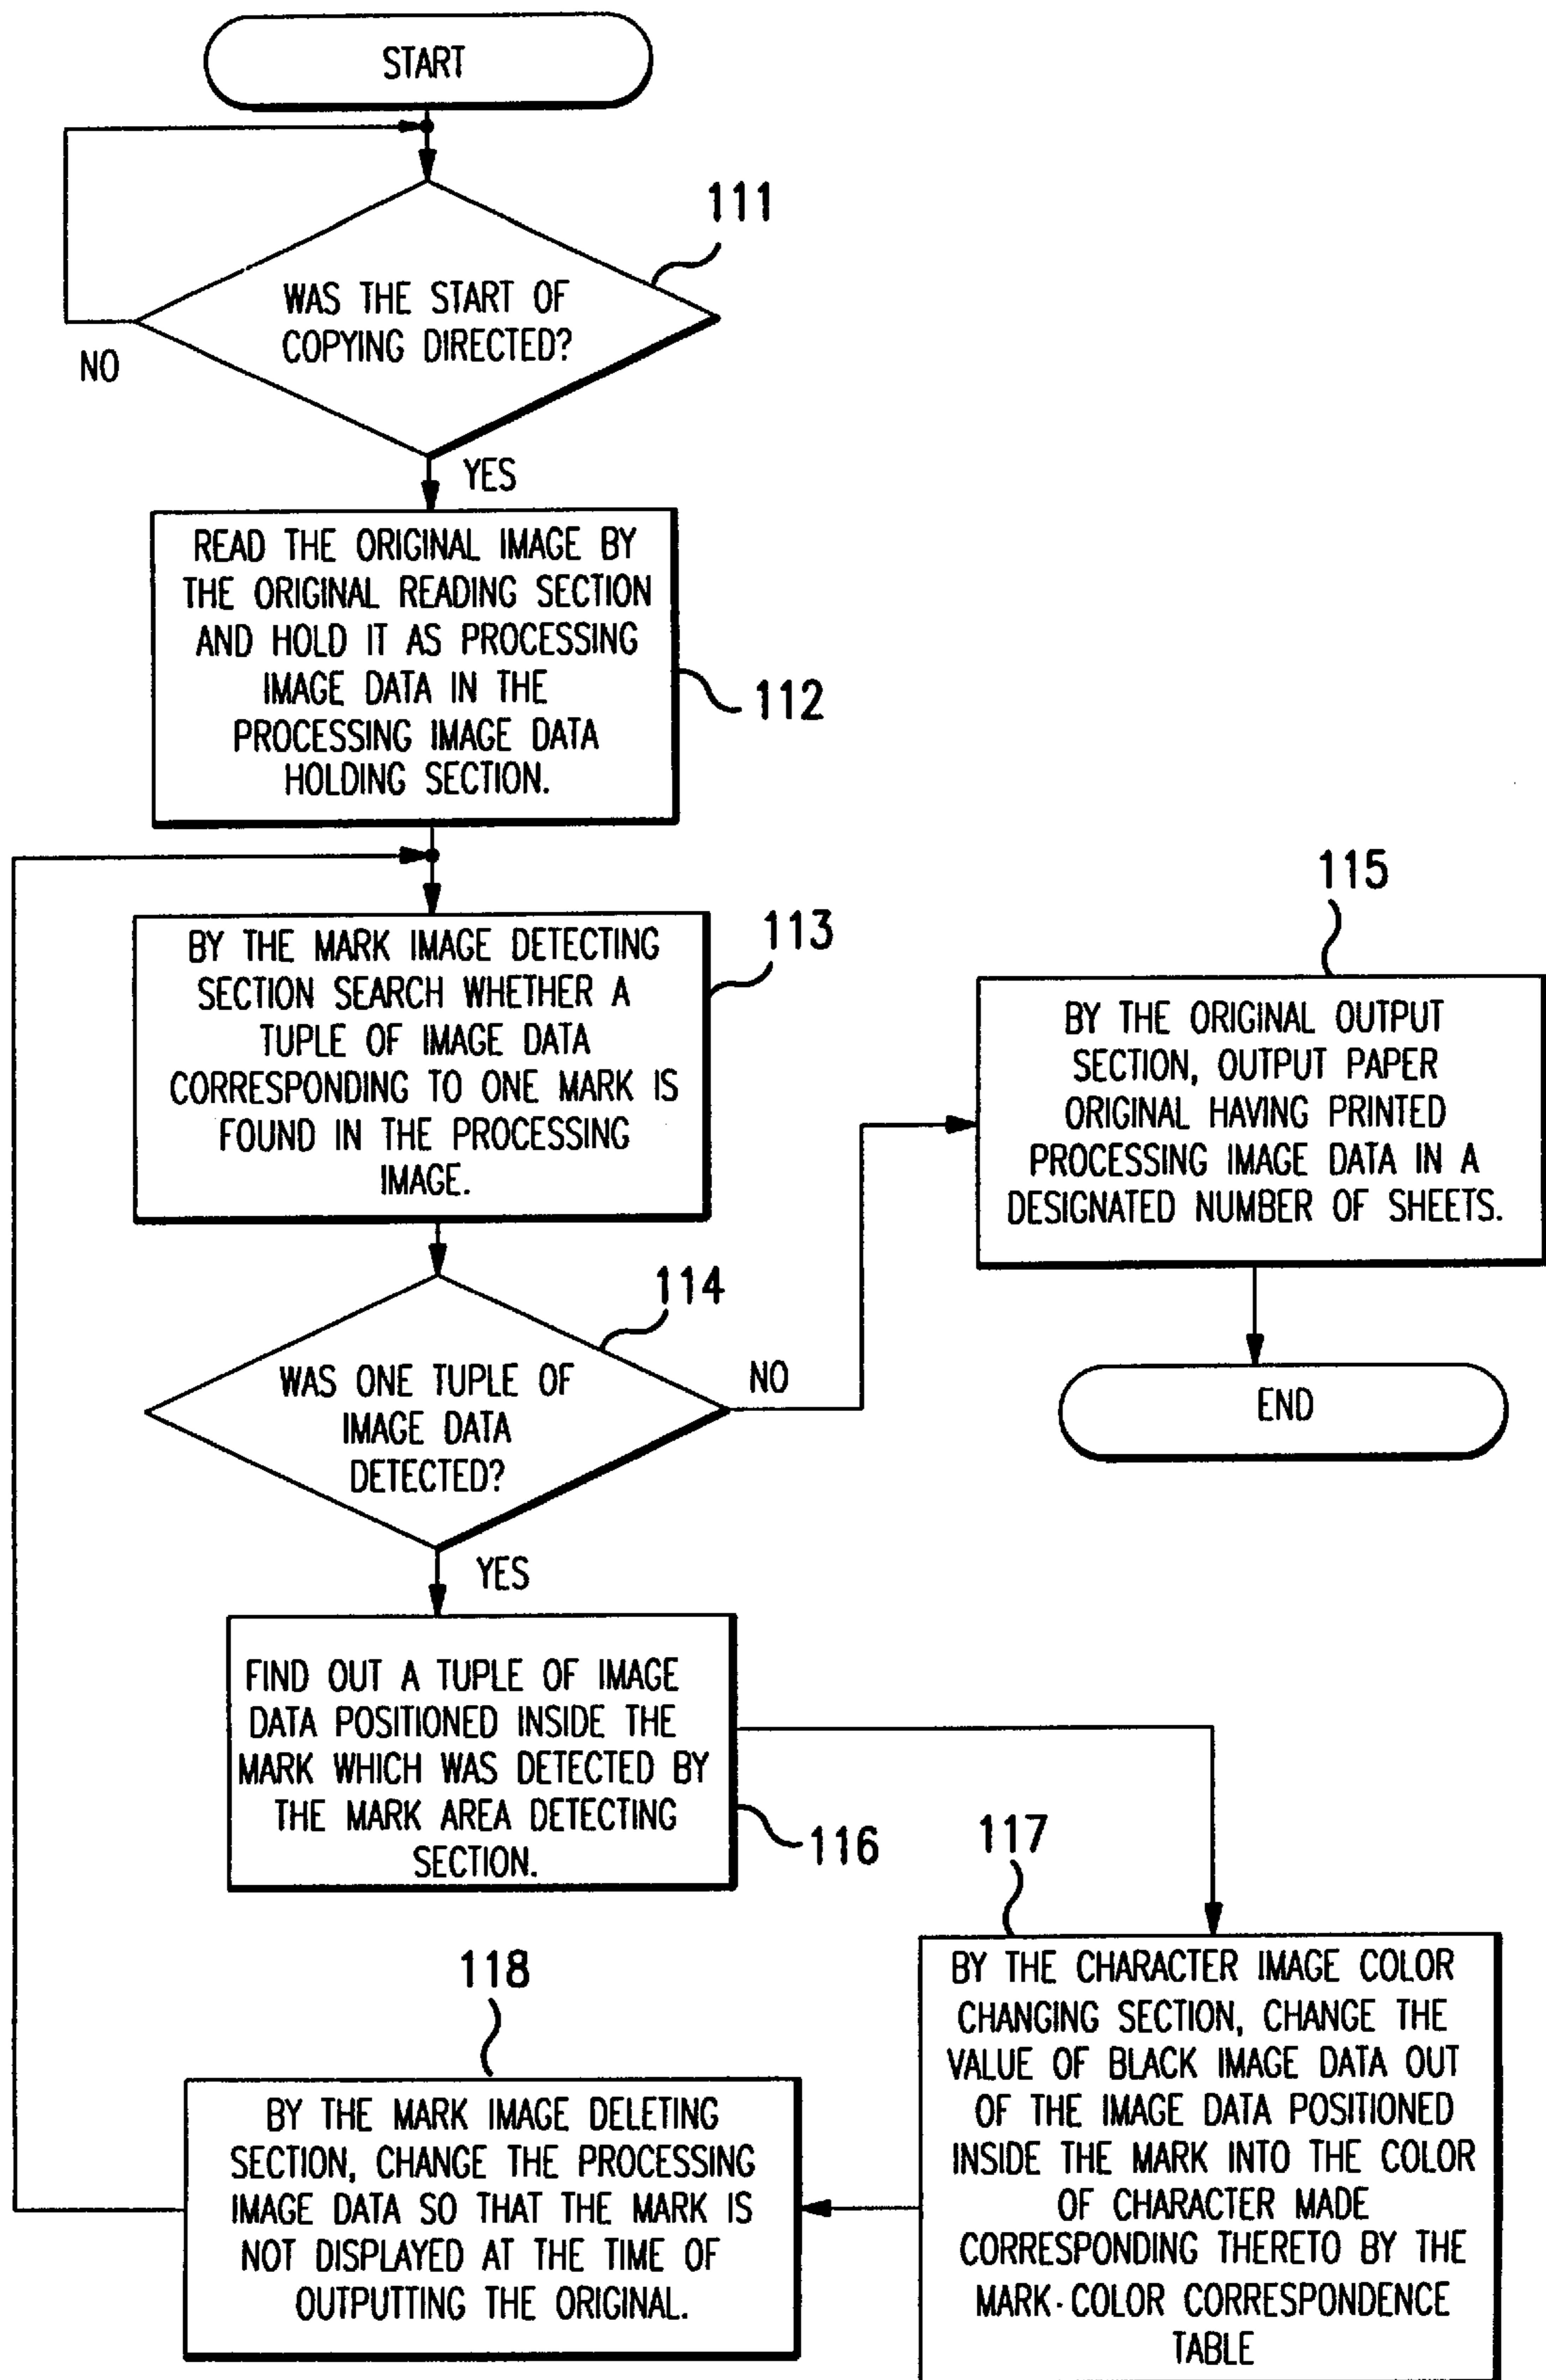 START
111
WAS THE START OF
COPYING DIRECTED?
NO
YES
READ THE ORIGINAL IMAGE BY
THE ORIGINAL READING SECTION
AND HOLD IT AS PROCESSING
IMAGE DATA IN THE
PROCESSING IMAGE DATA
HOLDING SECTION.
112
113
BY THE MARK IMAGE DETECTING
SECTION SEARCH WHETHER A
TUPLE OF IMAGE DATA
CORRESPONDING TO ONE MARK IS
FOUND IN THE PROCESSING
IMAGE.
115
BY THE ORIGINAL OUTPUT
SECTION, OUTPUT PAPER
ORIGINAL HAVING PRINTED
PROCESSING IMAGE DATA IN A
DESIGNATED NUMBER OF SHEETS.
114
WAS ONE TUPLE OF
IMAGE DATA
DETECTED?
NO
END
YES
FIND OUT A TUPLE OF IMAGE
DATA POSITIONED INSIDE THE
MARK WHICH WAS DETECTED BY
THE MARK AREA DETECTING
SECTION.
116
117
BY THE CHARACTER IMAGE COLOR
CHANGING SECTION, CHANGE THE
VALUE OF BLACK IMAGE DATA OUT
OF THE IMAGE DATA POSITIONED
INSIDE THE MARK INTO THE COLOR
OF CHARACTER MADE
CORRESPONDING THERETO BY THE
MARK·COLOR CORRESPONDENCE
TABLE
118
BY THE MARK IMAGE DELETING
SECTION, CHANGE THE PROCESSING
IMAGE DATA SO THAT THE MARK IS
NOT DISPLAYED AT THE TIME OF
OUTPUTTING THE ORIGINAL.